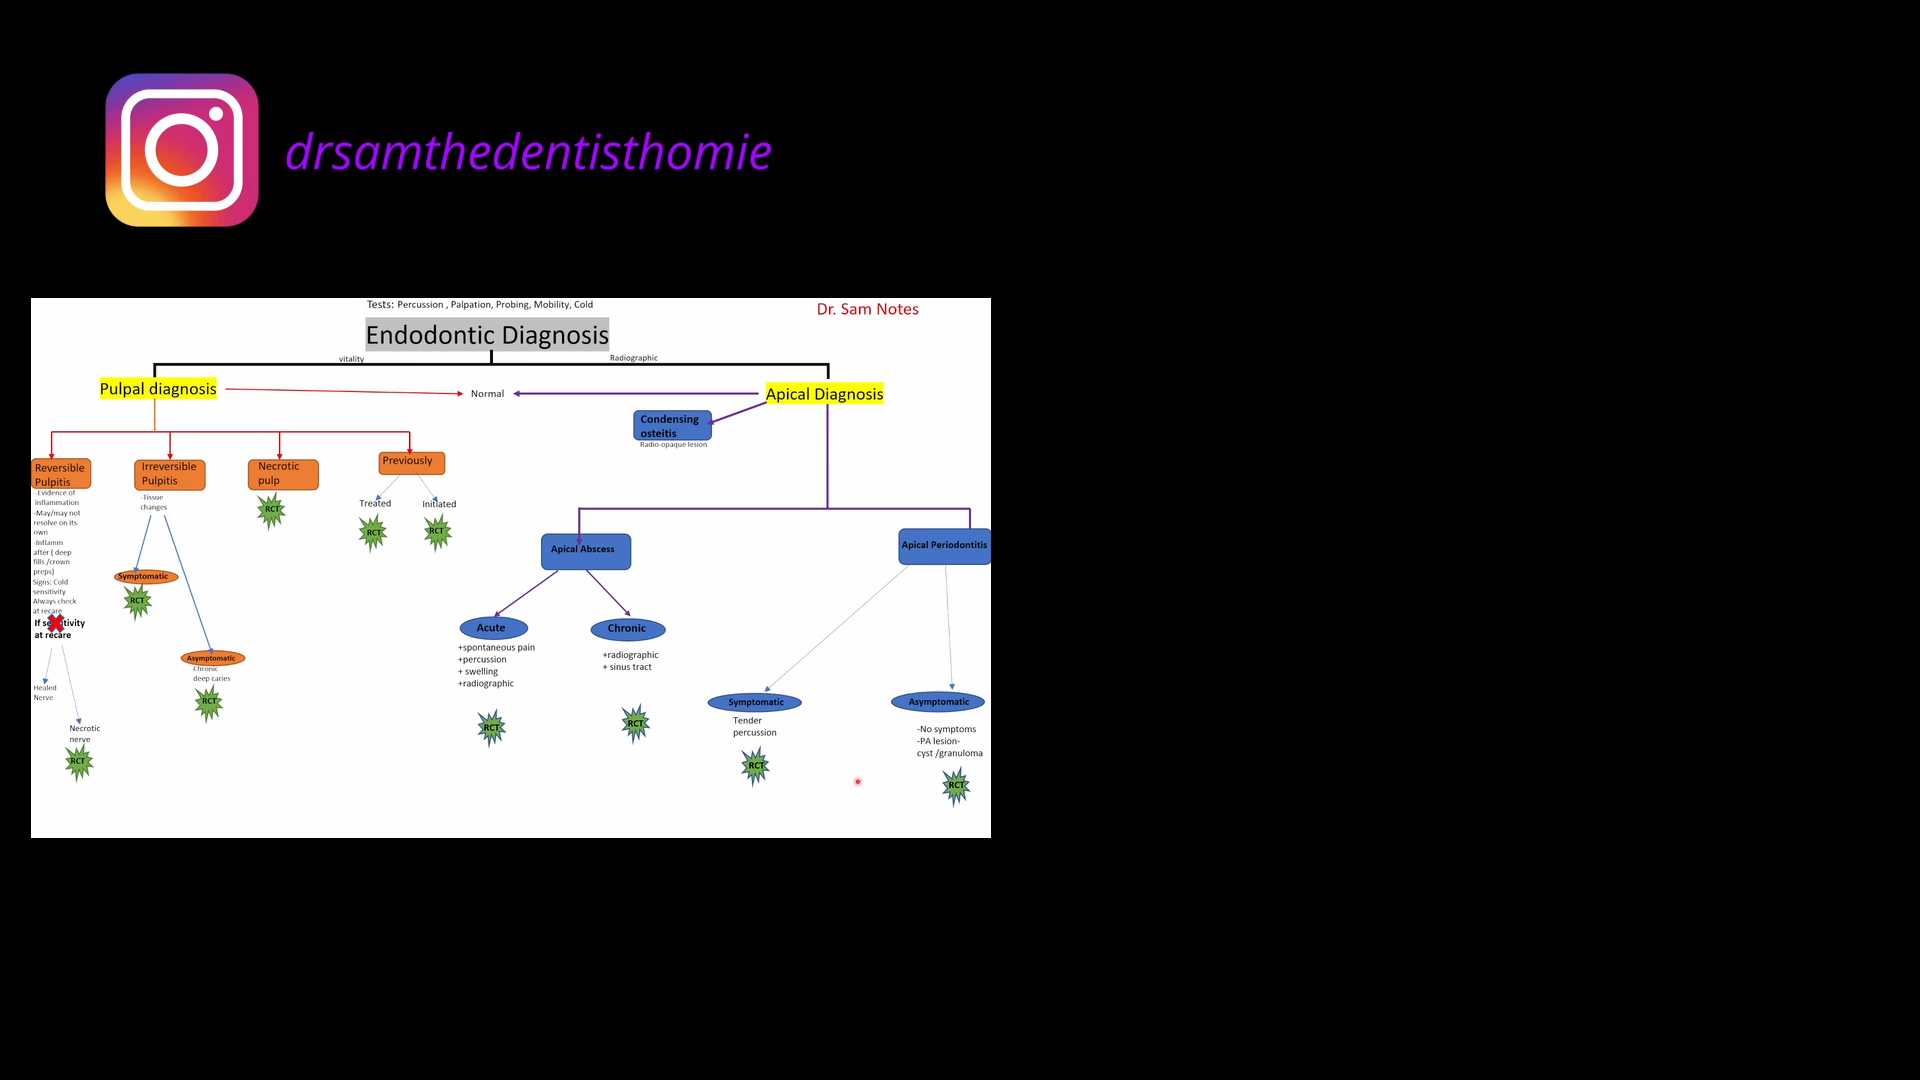 drsamthedentisthomie
Tests: Percussion , Palpation, Probing, Mobility, Cold
Dr. Sam Notes
Endodontic Diagnosis
vitality
Radiographic
Pulpal diagnosis
Normal
Apical Diagnosis
Condensing
osteitis
Radio-opaque lesion
Reversible
Pulpitis
-Evidence of
inflammation
-May/may not
resolve on its
own
-Inflamm
after ( deep
fills /crown
preps)
Signs: Cold
sensitivity
Always check
at recare
If
at recare
Healed
Nerve
Necrotic
nerve
RCT
Irreversible
Pulpitis
-Tissue
changes
Symptomatic
RCT
Asymptomatic
Chronic
deep caries
RCT
Necrotic
pulp
RCT
Previously
Treated
RCT
Initiated
RCT
Apical Abscess
Acute
+spontaneous pain
+percussion
+ swelling
+radiographic
RCT
Chronic
+radiographic
+ sinus tract
RCT
Apical Periodontitis
Symptomatic
Tender
percussion
RCT
Asymptomatic
-No symptoms
-PA lesion-
cyst /granuloma
RCT